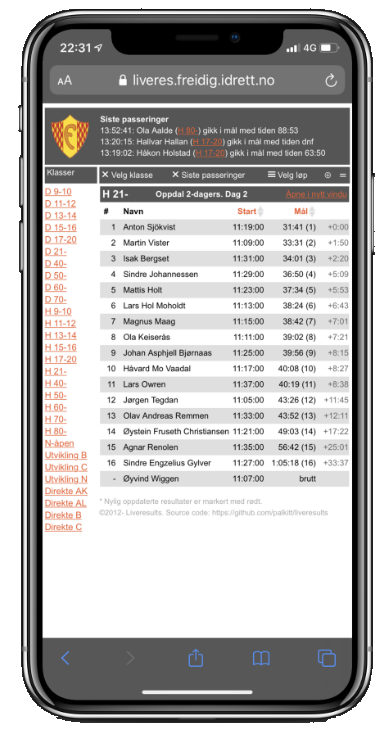 22:31
4G
AA
liveres.freidig.idrett.no
Siste passeringer
13:52:41: Ola Aalde (H 80-) gikk i mål med tiden 88:53
13:20:15: Hallvar Hallan (H 17-20) gikk i mål med tiden dnf
13:19:02: Håkon Holstad (H 17-20) gikk i mål med tiden 63:50
Klasser
Velg klasse Siste passeringer Velg løp
D 9-10
D 11-12
D 13-14
D 15-16
D 17-20
D 21-
D 40-
D 50-
D 60-
D 70-
H 9-10
H 11-12
H 13-14
H 15-16
H 17-20
H 21-
H 40-
H 50-
H 60-
H 70-
H 80-
N-åpen
Utvikling B
Utvikling C
Utvikling N
Direkte AK
Direkte AL
Direkte B
Direkte C
H 21- Oppdal 2-dagers. Dag 2 Åpne i nytt vindu
# Navn Start Mål
1 Anton Sjökvist 11:19:00 31:41 (1) +0:00
2 Martin Vister 11:09:00 33:31 (2) +1:50
3 Isak Bergset 11:31:00 34:01 (3) +2:20
4 Sindre Johannessen 11:29:00 36:50 (4) +5:09
5 Mattis Holt 11:23:00 37:34 (5) +5:53
6 Lars Hol Moholdt 11:13:00 38:24 (6) +6:43
7 Magnus Maag 11:15:00 38:42 (7) +7:01
8 Ola Keiserås 11:11:00 39:02 (8) +7:21
9 Johan Asphjell Bjørnaas 11:25:00 39:56 (9) +8:15
10 Håvard Mo Vaadal 11:17:00 40:08 (10) +8:27
11 Lars Owren 11:37:00 40:19 (11) +8:38
12 Jørgen Tegdan 11:05:00 43:26 (12) +11:45
13 Olav Andreas Remmen 11:33:00 43:52 (13) +12:11
14 Øystein Fruseth Christiansen 11:21:00 49:03 (14) +17:22
15 Agnar Renolen 11:35:00 56:42 (15) +25:01
16 Sindre Engzelius Gylver 11:27:00 1:05:18 (16) +33:37
- Øyvind Wiggen 11:07:00 brutt
* Nylig oppdaterte resultater er markert med rødt.
©2012- Liveresults. Source code: https://github.com/palkitt/liveresults